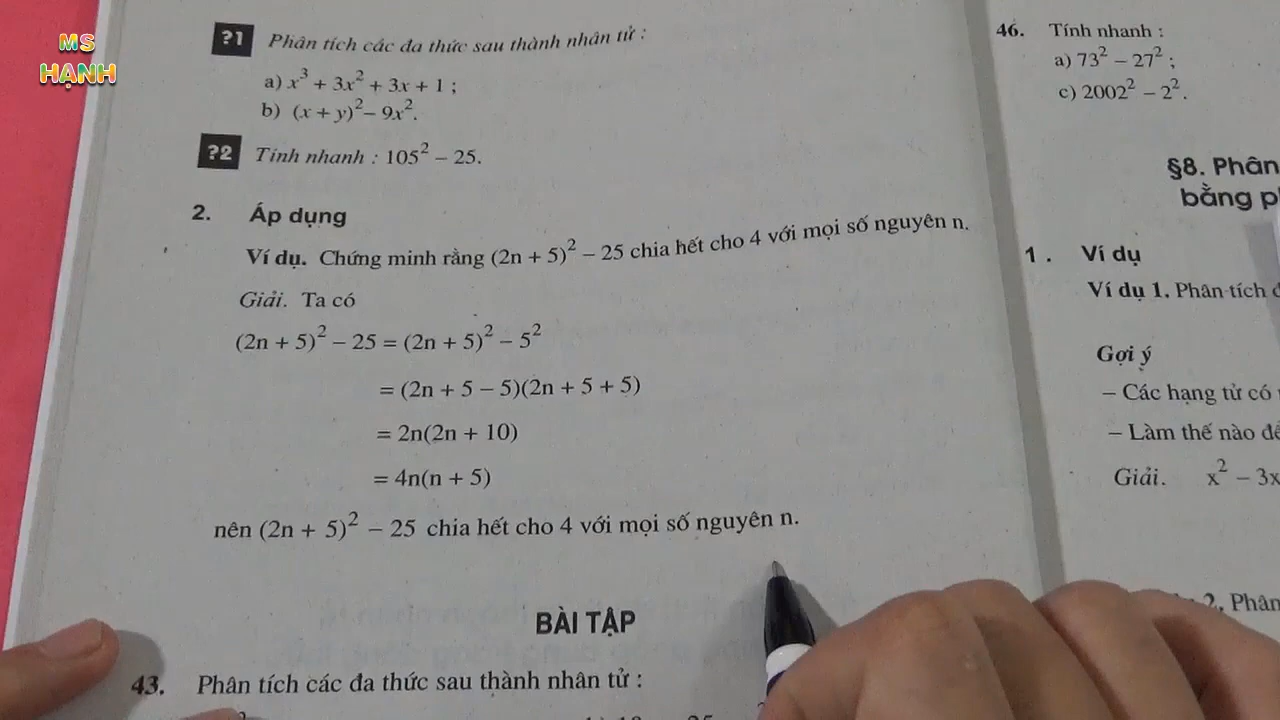 MS
HẠNH
?1 Phân tích các đa thức sau thành nhân tử :
a) x³ + 3x² + 3x + 1 ;
b) (x + y)² – 9x².
?2 Tính nhanh : 105² – 25.
2. Áp dụng
Ví dụ. Chứng minh rằng (2n + 5)² – 25 chia hết cho 4 với mọi số nguyên n.
Giải. Ta có
(2n + 5)² – 25 = (2n + 5)² – 5²
= (2n + 5 – 5)(2n + 5 + 5)
= 2n(2n + 10)
= 4n(n + 5)
nên (2n + 5)² – 25 chia hết cho 4 với mọi số nguyên n.
BÀI TẬP
43. Phân tích các đa thức sau thành nhân tử :
46. Tính nhanh :
a) 73² – 27² ;
c) 2002² – 2².
§8. Phân
bằng
1. Ví dụ
Ví dụ 1. Phân tích
Gợi ý
– Các hạng tử có
– Làm thế nào
Giải. x² – 3x
2. Phân